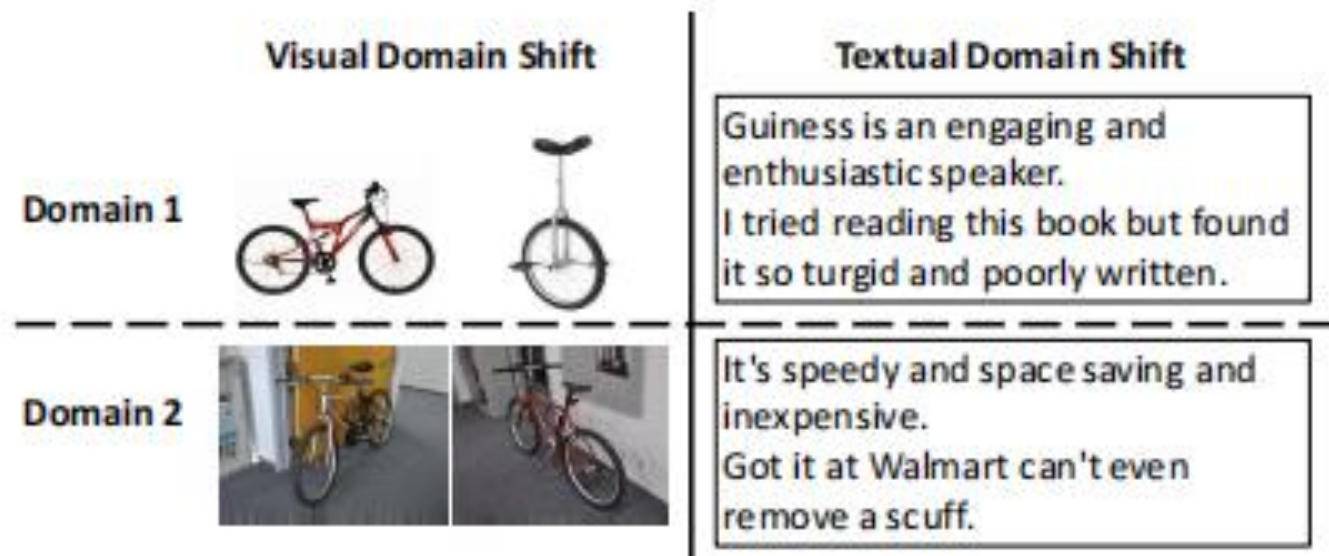 Visual Domain Shift
Textual Domain Shift
Domain 1
Guiness is an engaging and
enthusiastic speaker.
I tried reading this book but found
it so turgid and poorly written.
Domain 2
It's speedy and space saving and
inexpensive.
Got it at Walmart can't even
remove a scuff.